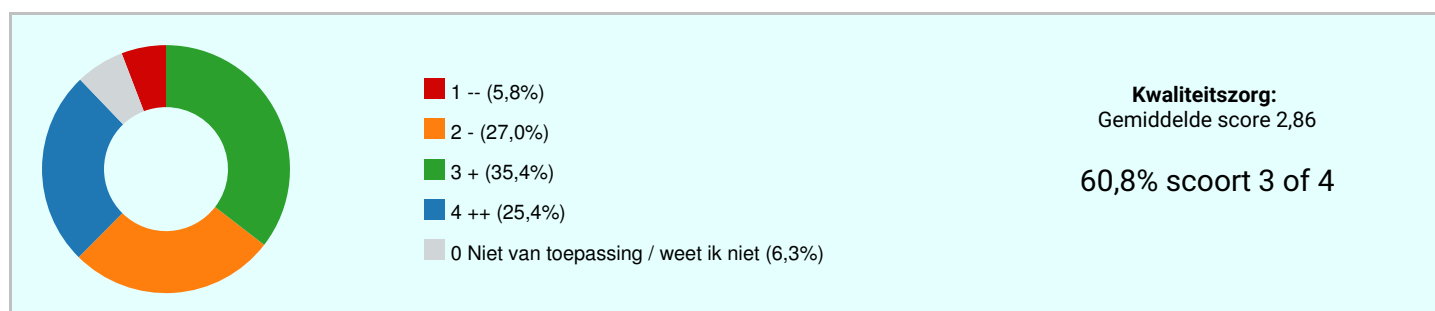 1 -- (5,8%)
2 - (27,0%)
3 + (35,4%)
4 ++ (25,4%)
0 Niet van toepassing / weet ik niet (6,3%)
Kwaliteitszorg:
Gemiddelde score 2,86
60,8% scoort 3 of 4